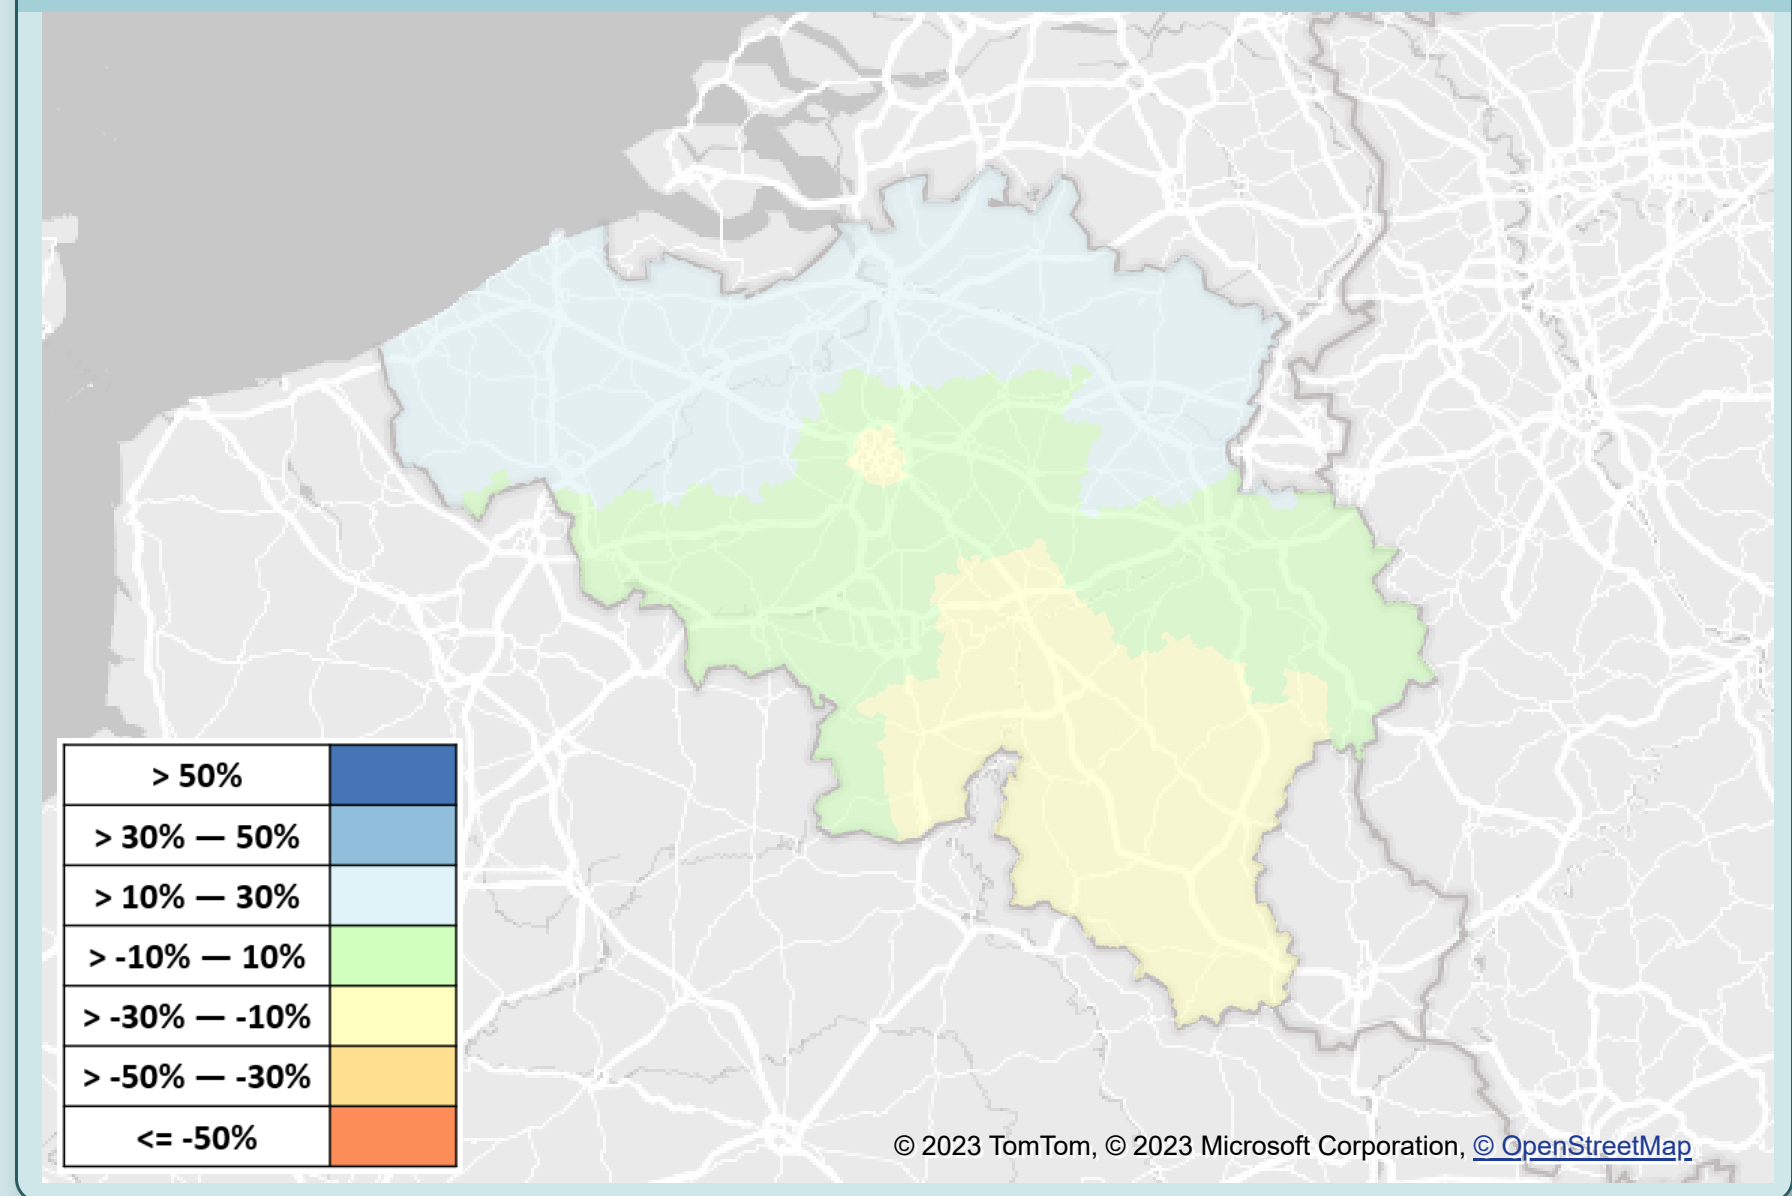 > 50%
> 30% — 50%
> 10% — 30%
> -10% — 10%
> -30% — -10%
> -50% — -30%
<= -50%
© 2023 TomTom, © 2023 Microsoft Corporation, © OpenStreetMap